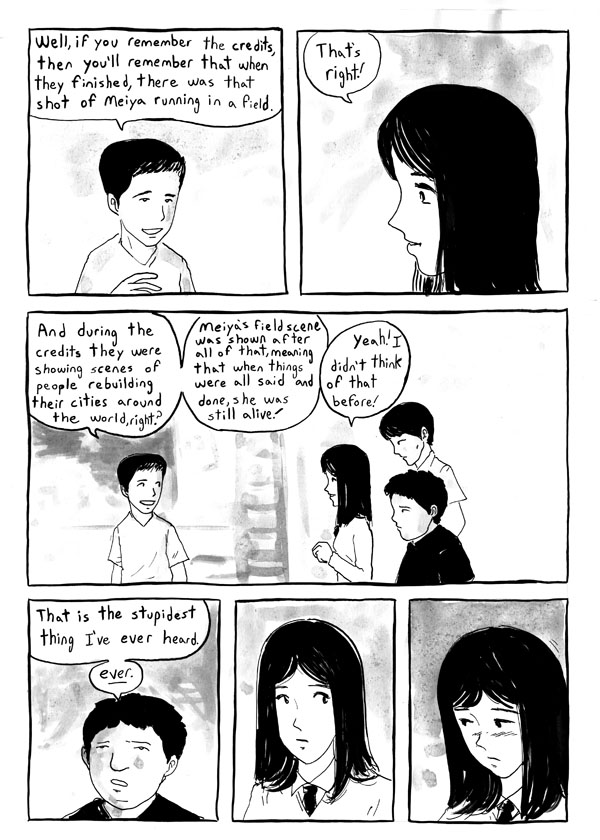 Well, if you remember the credits,
then you'll remember that when
they finished, there was that
shot of Meiya running in a field.
That's
right!
And during the
credits they were
showing scenes of
people rebuilding
their cities around
the world, right?
Meiya's field scene
was shown after
all of that, meaning
that when things
were all said and
done, she was
still alive!
Yeah! I
didn't think
of that
before!
That is the stupidest
thing I've ever heard.
ever.